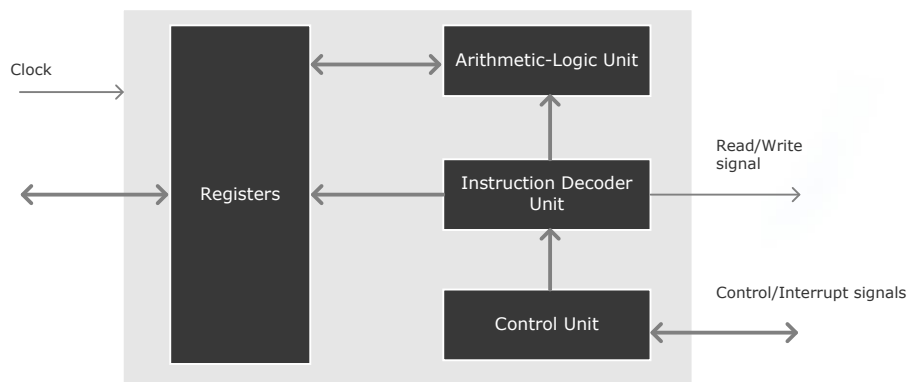 Clock
Arithmetic-Logic Unit
Read/Write
signal
Registers
Instruction Decoder
Unit
Control/Interrupt signals
Control Unit